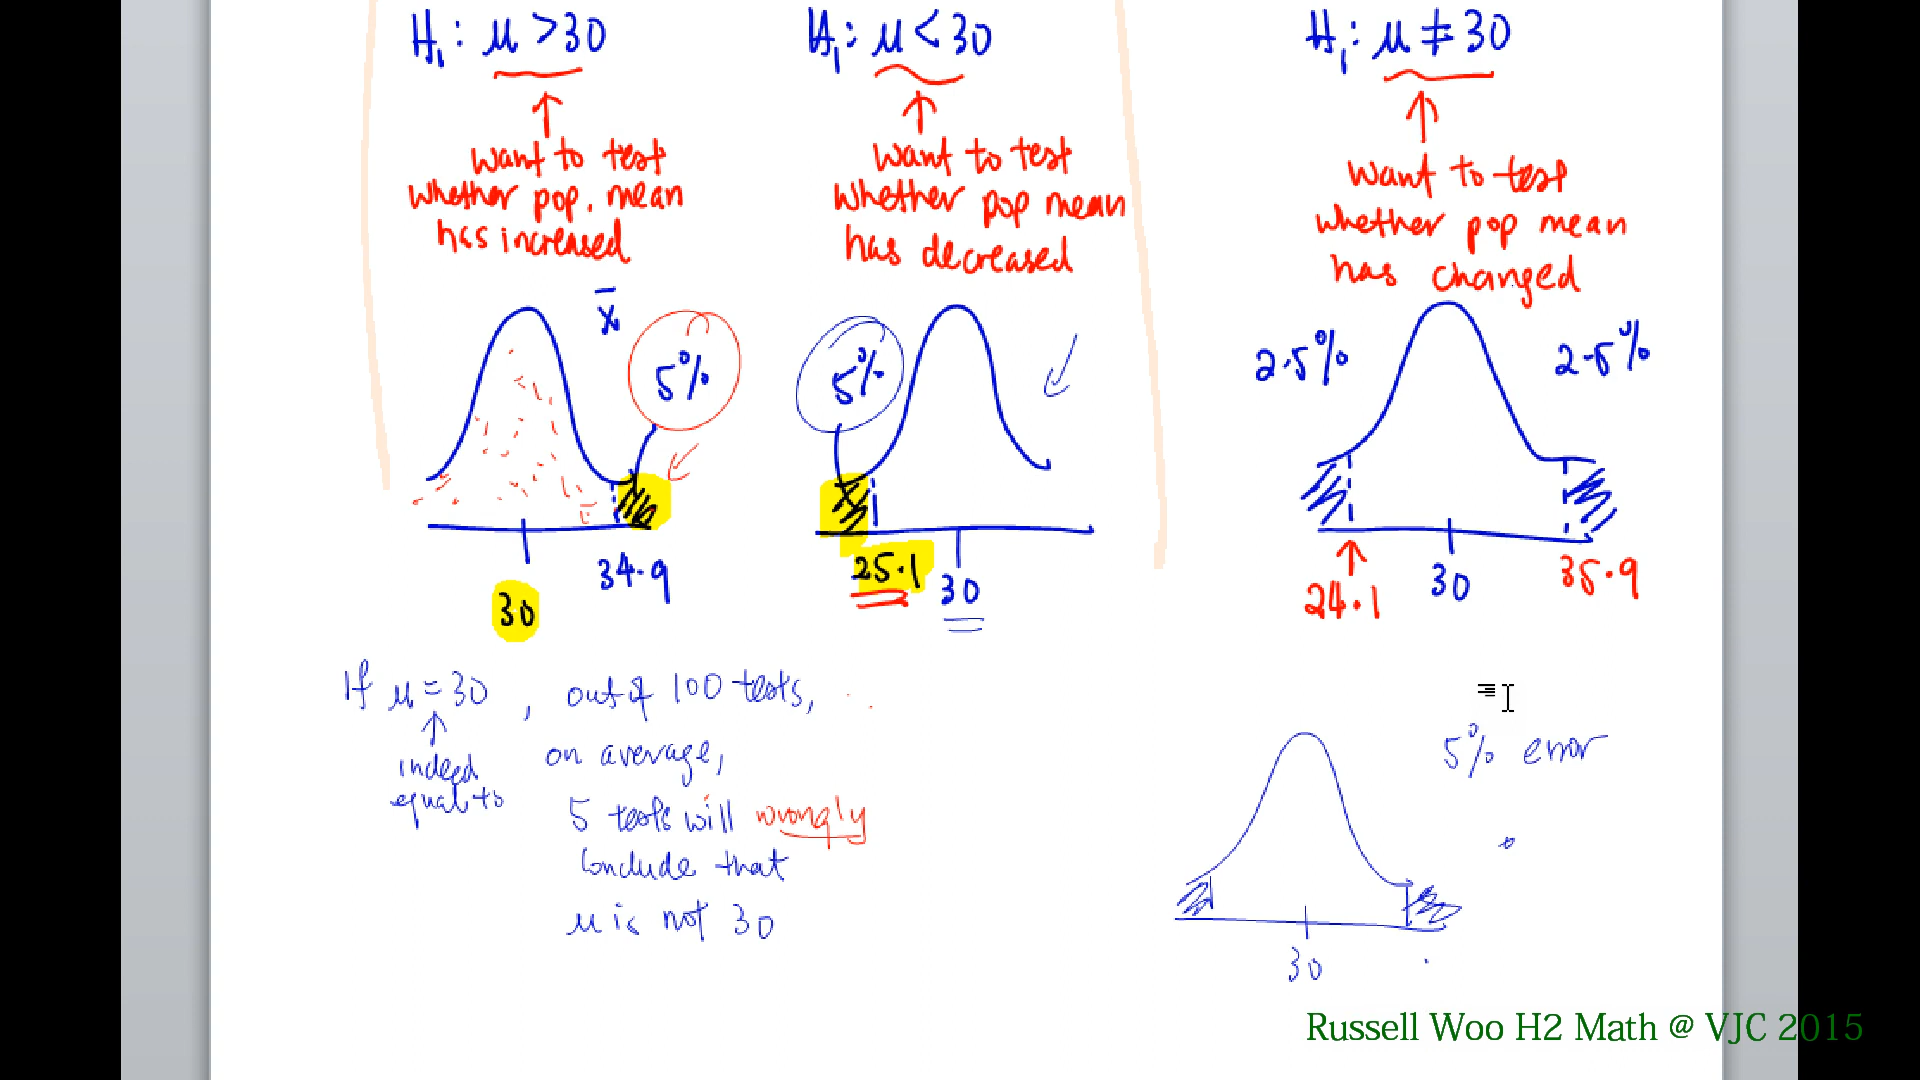 H₁: μ > 30
want to test
whether pop. mean
has increased
x̄
5%
34.9
30
H₁: μ < 30
want to test
whether pop mean
has decreased
5%
25.1
30
H₁: μ ≠ 30
want to test
whether pop mean
has changed
2.5%
2.5%
24.1
30
35.9
If μ = 30 , out of 100 tests,
indeed
equal to
on average,
5 tests will wrongly
conclude that
μ is not 30
5% error
30
Russell Woo H2 Math @ VJC 2015